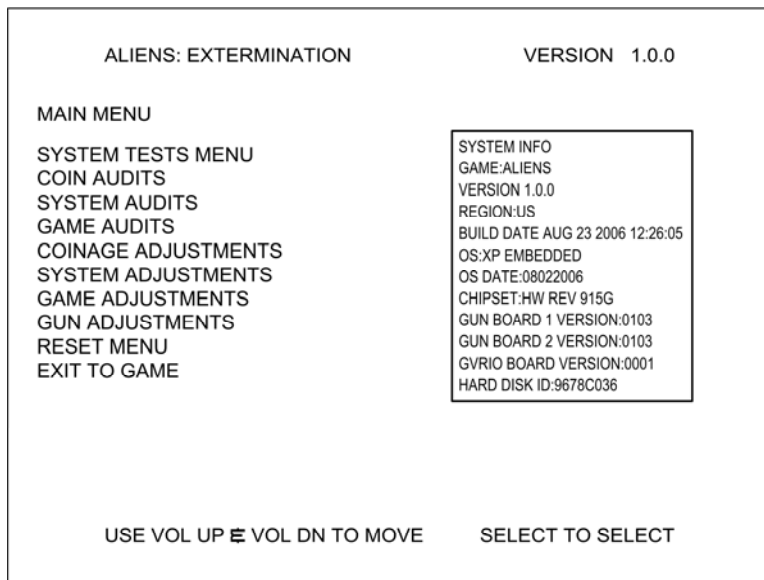 ALIENS: EXTERMINATION VERSION 1.0.0
MAIN MENU
SYSTEM TESTS MENU
COIN AUDITS
SYSTEM AUDITS
GAME AUDITS
COINAGE ADJUSTMENTS
SYSTEM ADJUSTMENTS
GAME ADJUSTMENTS
GUN ADJUSTMENTS
RESET MENU
EXIT TO GAME
SYSTEM INFO
GAME:ALIENS
VERSION 1.0.0
REGION:US
BUILD DATE AUG 23 2006 12:26:05
OS:XP EMBEDDED
OS DATE:08022006
CHIPSET:HW REV 915G
GUN BOARD 1 VERSION:0103
GUN BOARD 2 VERSION:0103
GVRIO BOARD VERSION:0001
HARD DISK ID:9678C036
USE VOL UP & VOL DN TO MOVE SELECT TO SELECT